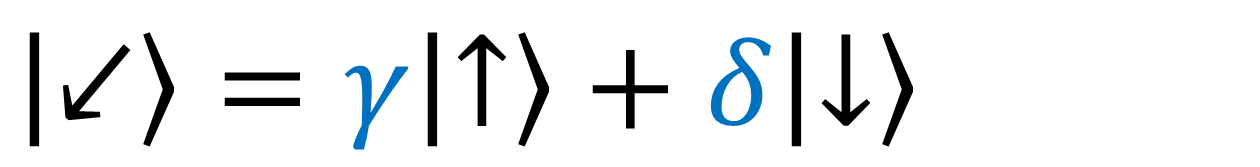 |↙⟩ = γ|↑⟩ + δ|↓⟩